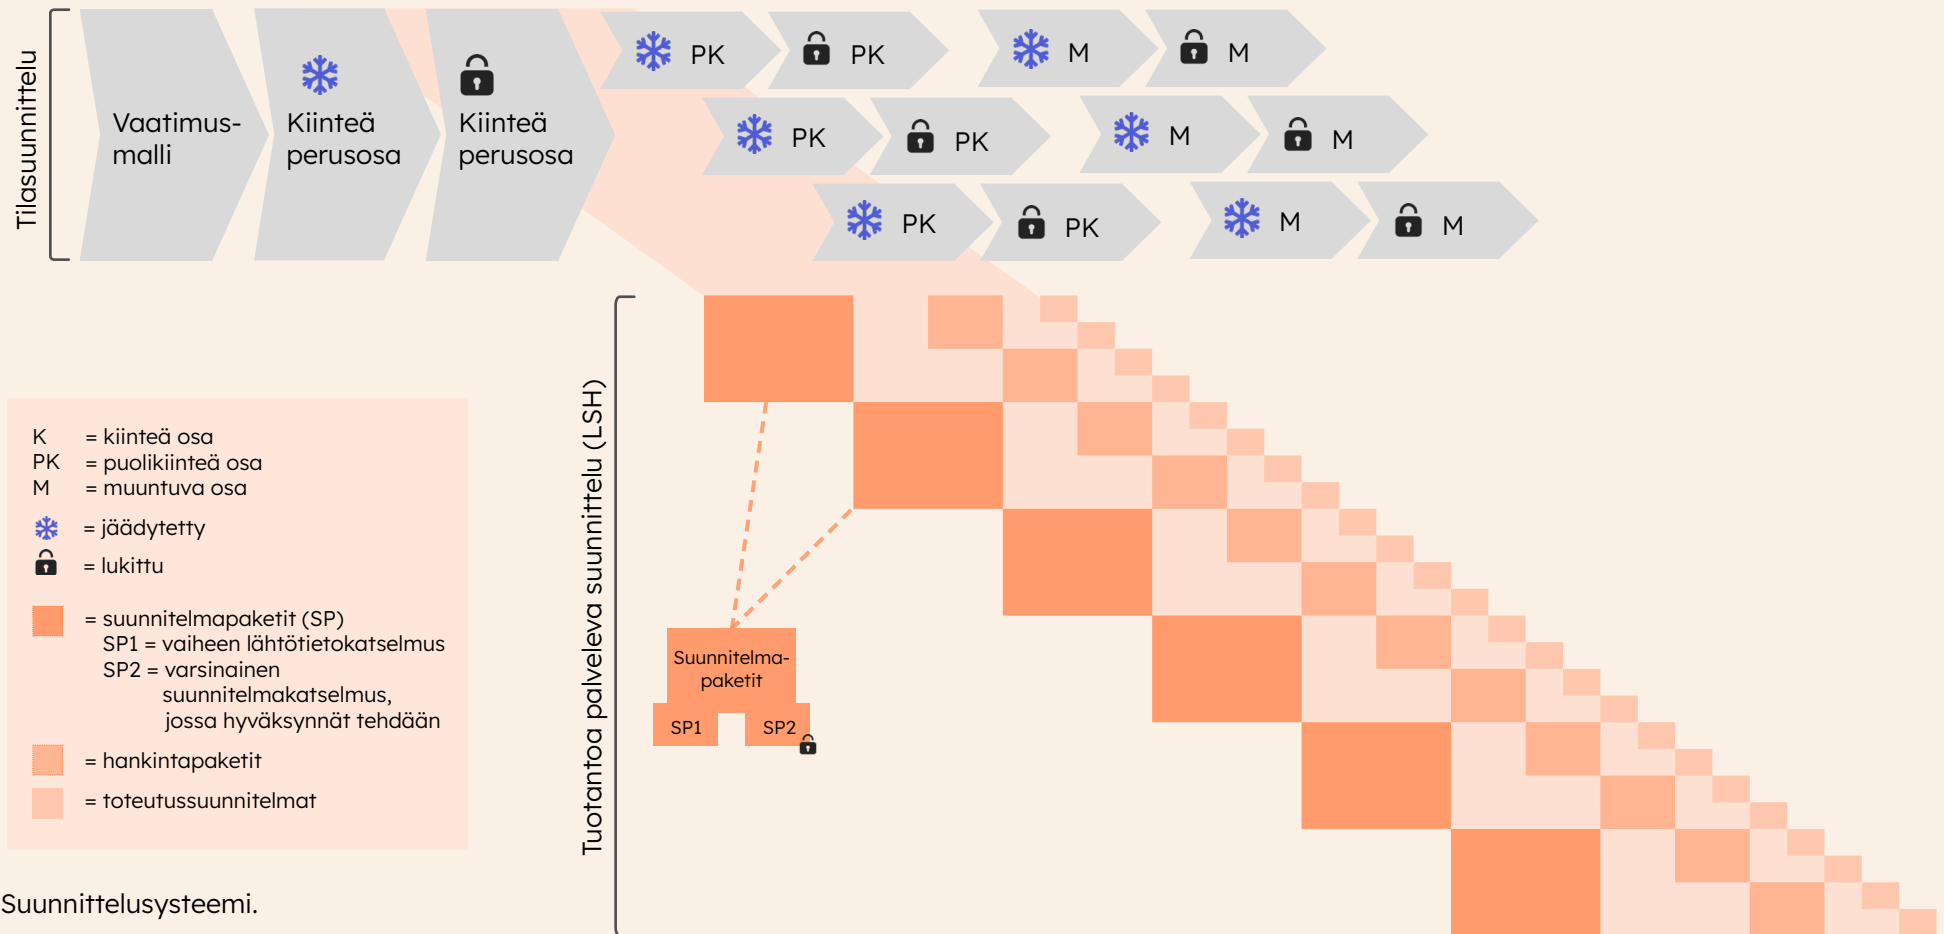 Tilasuunnittelu
Vaatimus-
malli
Kiinteä
perusosa
Kiinteä
perusosa
PK
PK
M
M
PK
PK
M
M
PK
PK
M
M
K = kiinteä osa
PK = puolikiinteä osa
M = muuntuva osa
= jäädytetty
= lukittu
= suunnitelmapaketit (SP)
SP1 = vaiheen lähtötietokatselmus
SP2 = varsinainen
suunnitelmakatselmus,
jossa hyväksynnät tehdään
= hankintapaketit
= toteutussuunnitelmat
Tuotantoa palveleva suunnittelu (LSH)
Suunnitelma-
paketit
SP1
SP2
Suunnittelusysteemi.